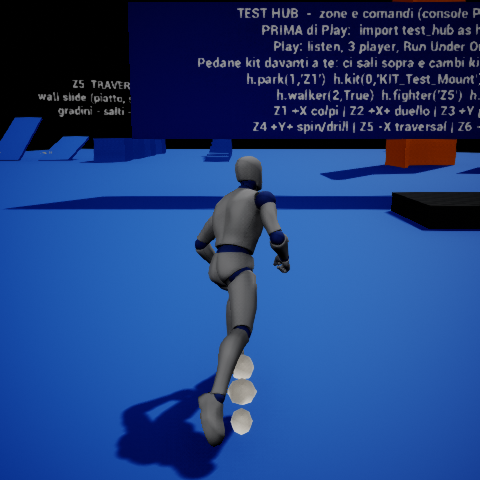 TEST HUB - zone e comandi (console P
PRIMA di Play: import test_hub as h
Play: listen, 3 player, Run Under O
Pedane kit davanti a te: ci sali sopra e cambi ki
h.park(1,'Z1') h.kit(0,'KIT_Test_Mount')
h.walker(2,True) h.fighter('Z5') h.
Z1 +X colpi | Z2 +X+ duello | Z3 +Y p
Z4 +Y+ spin/drill | Z5 -X traversal | Z6 -
Z5 TRAVER
wall slide (piatto,
gradini - salti -